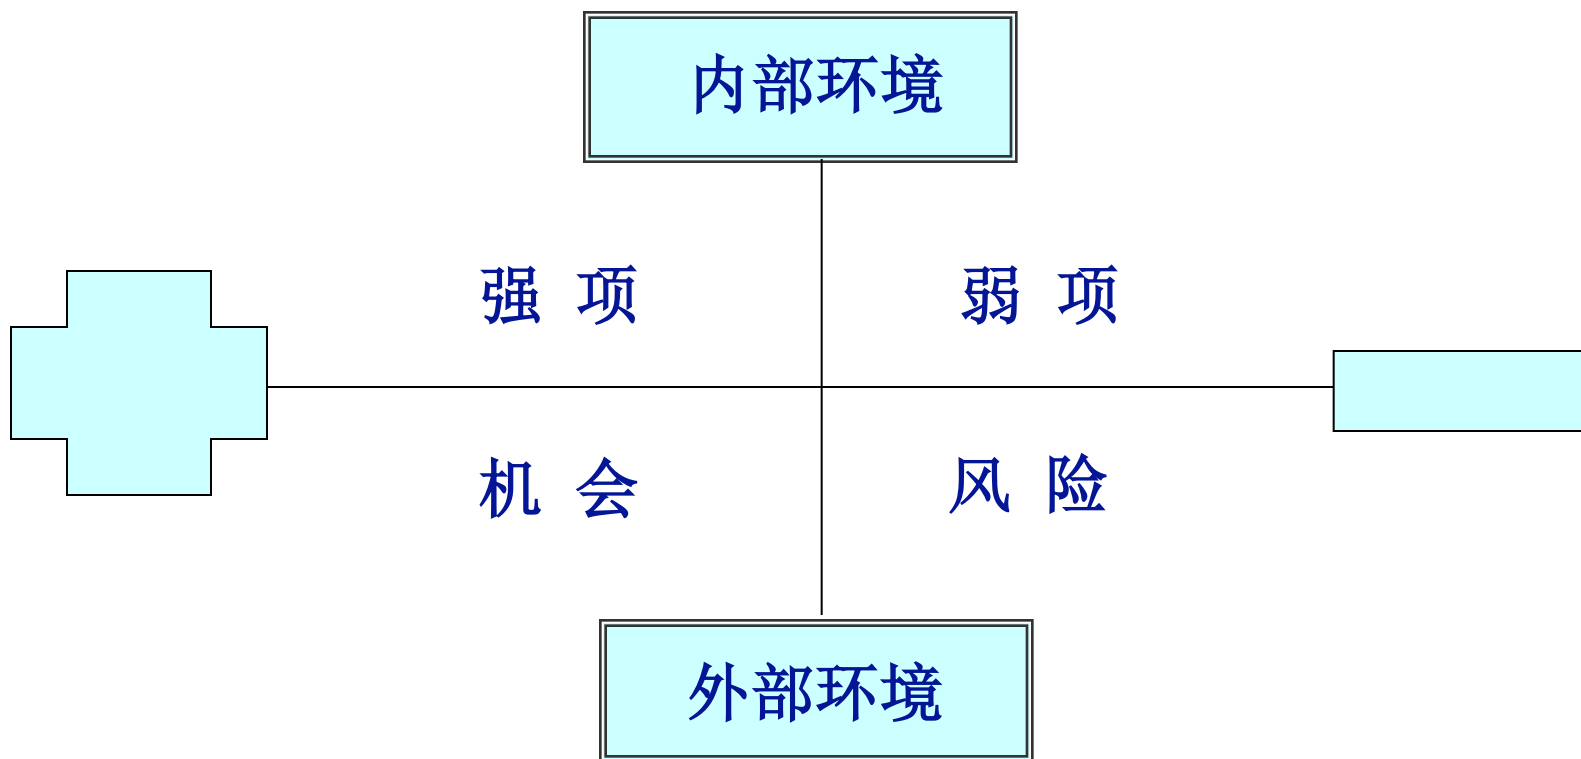 内部环境
强 项 弱 项
机 会 风 险
外部环境